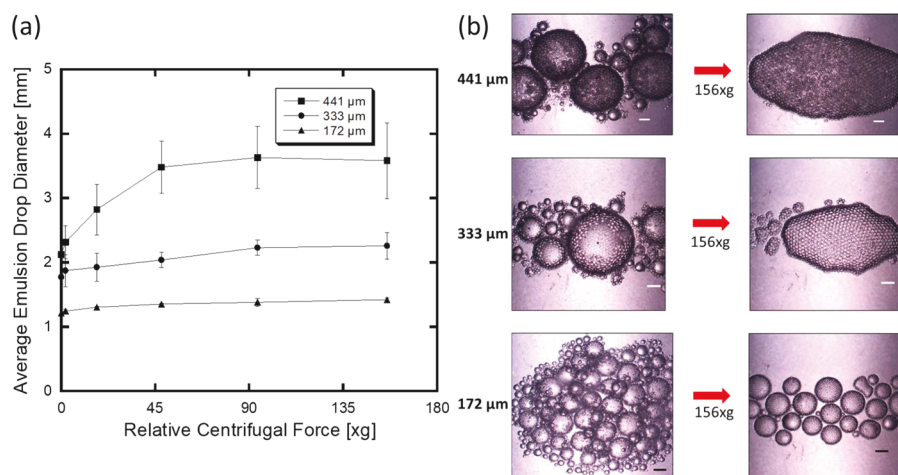 (a)
5
4
3
2
1
0
0
45
90
135
180
Average Emulsion Drop Diameter [mm]
Relative Centrifugal Force [xg]
441 µm
333 µm
172 µm
(b)
441 µm
156xg
333 µm
156xg
172 µm
156xg